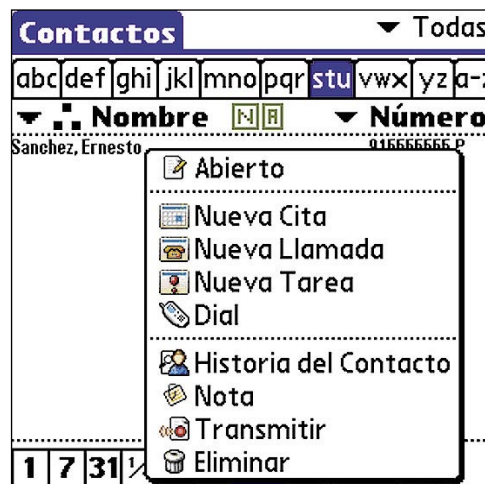 Contactos Todas
abc def ghi jkl mno pqr stu vwx yz a-z
Nombre N A Número
Sanchez, Ernesto 915555555 P
Abierto
Nueva Cita
Nueva Llamada
Nueva Tarea
Dial
Historia del Contacto
Nota
Transmitir
Eliminar
1 7 31